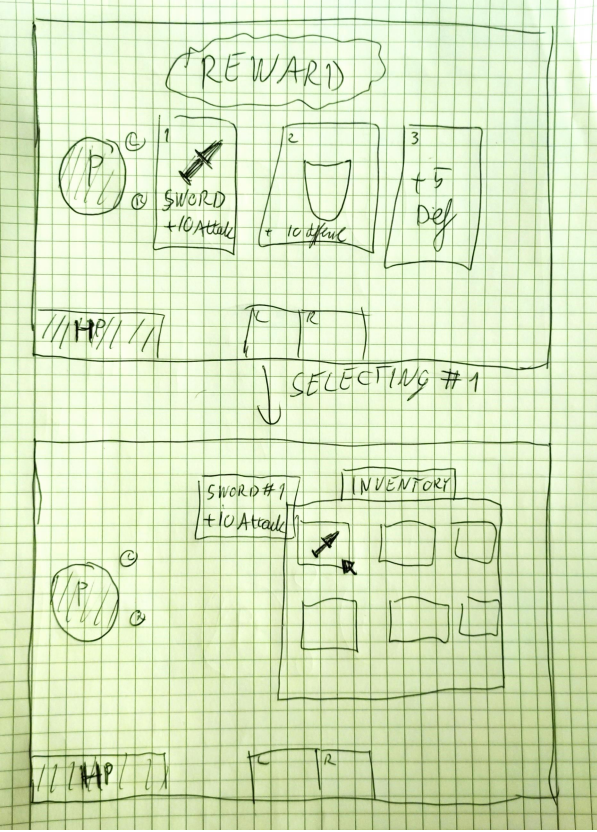 REWARD
P
L
R
1
SWORD
+10 Attack
2
+ 10 deffense
3
+5
Def
HP
L
R
SELECTING #1
SWORD #1
+10 Attack
INVENTORY
P
L
R
HP
L
R